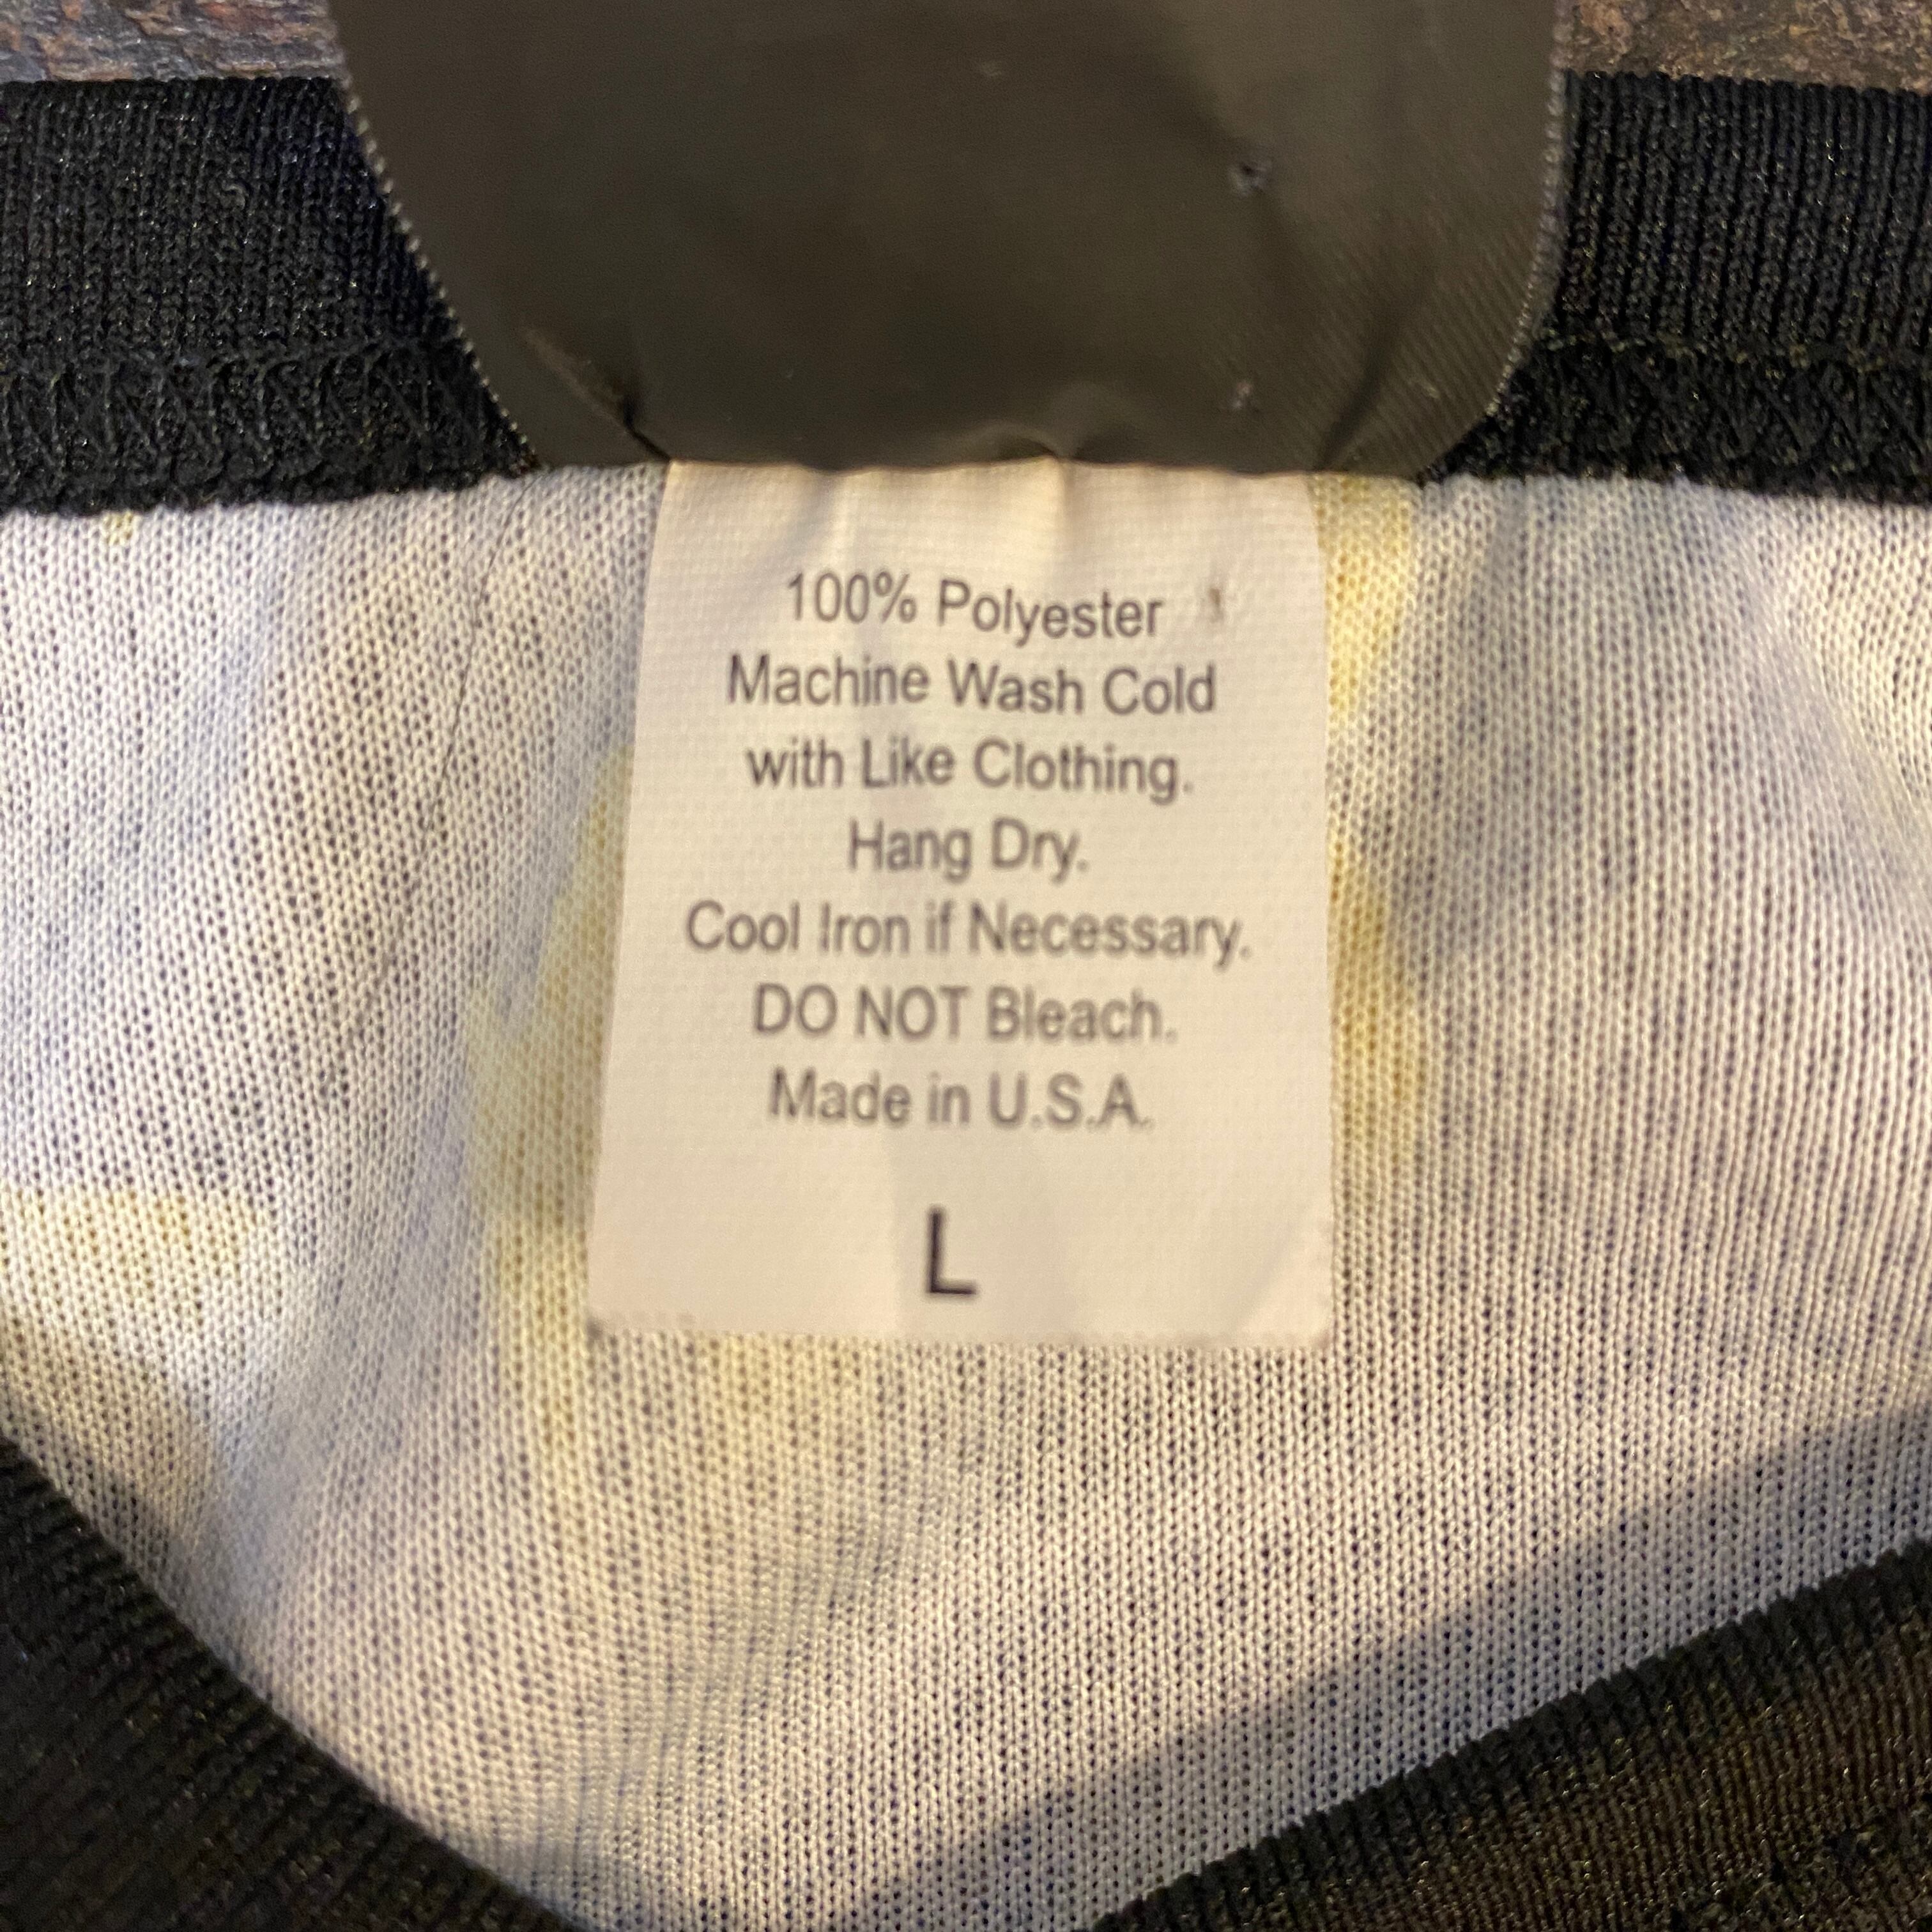 100% Polyester
Machine Wash Cold
with Like Clothing.
Hang Dry.
Cool Iron if Necessary.
DO NOT Bleach.
Made in U.S.A.
L